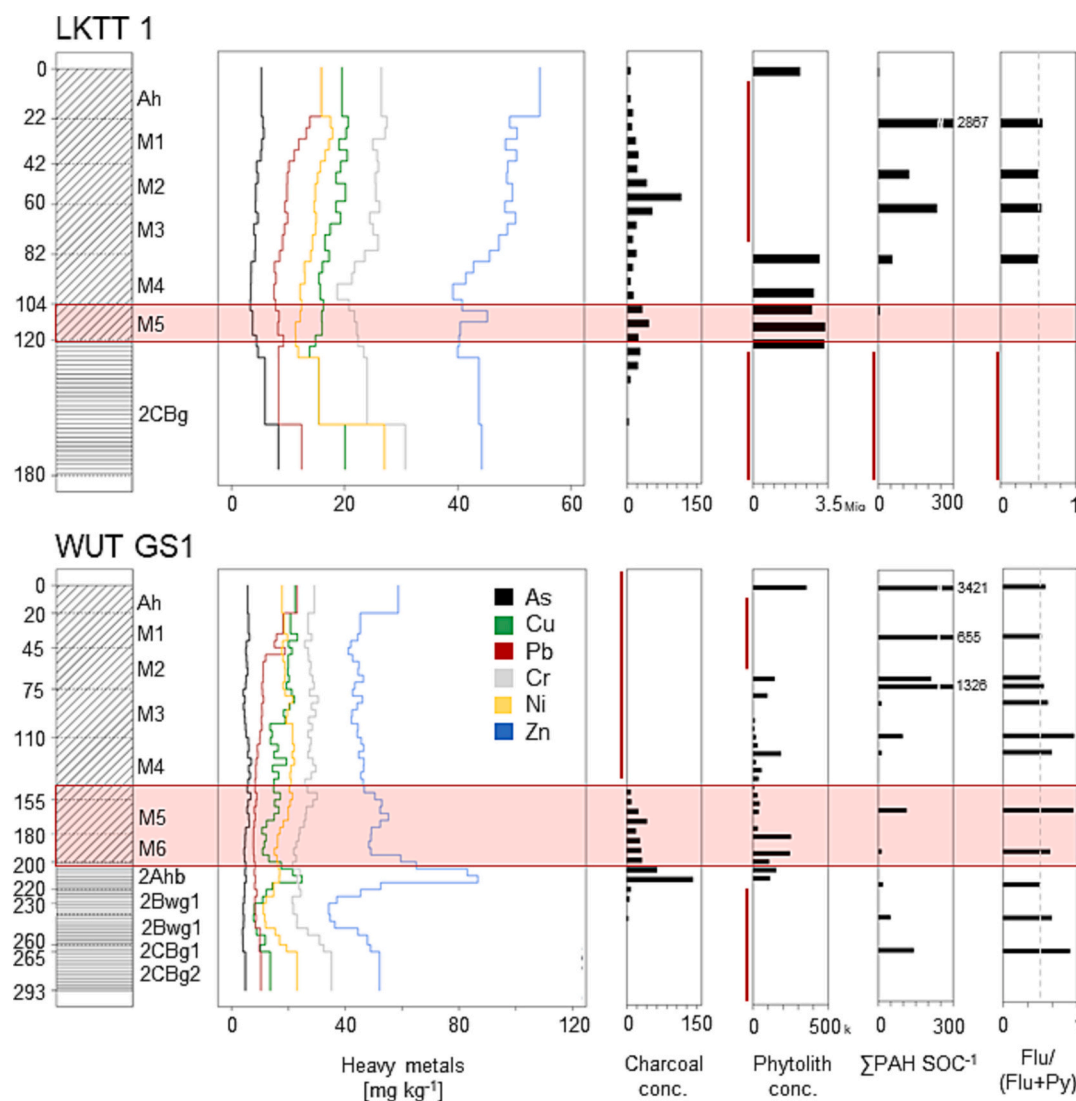 LKTT 1
0
Ah
22
M1
42
M2
60
M3
82
M4
104
M5
120
2CBg
180
2867
0 20 40 60
0 150
3.5 Mio
0 300
0 1
WUT GS1
0
Ah
20
M1
45
M2
75
M3
110
M4
155
M5
180
M6
200
2Ahb
220
2Bwg1
230
2Bwg1
260
2CBg1
265
2CBg2
293
As
Cu
Pb
Cr
Ni
Zn
3421
655
1326
0 40 80 120
0 150
0 500 k
0 300
0 1
Heavy metals
[mg kg⁻¹]
Charcoal
conc.
Phytolith
conc.
∑PAH SOC⁻¹
Flu/
(Flu+Py)